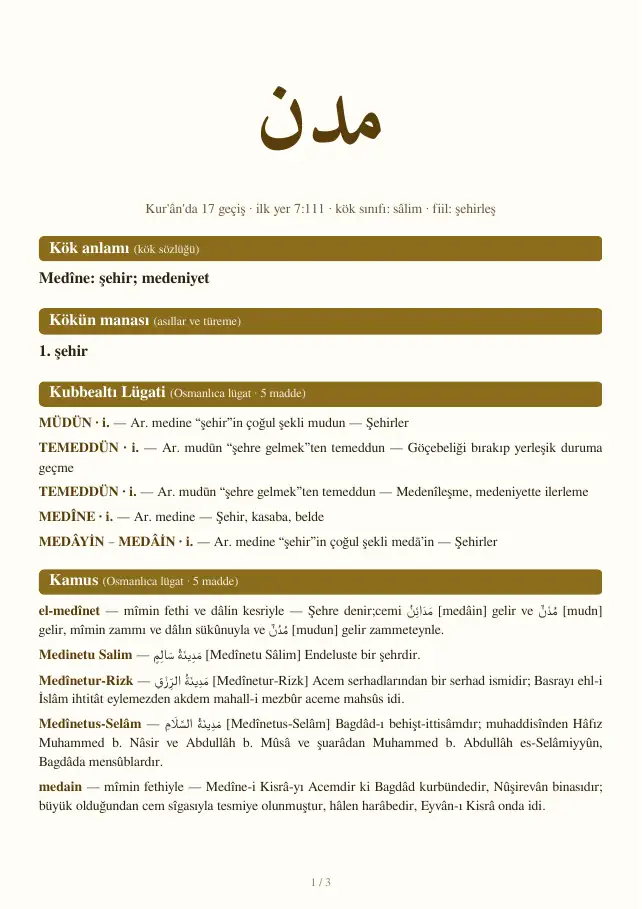 مدن
Kur'ân'da 17 geçiş · ilk yer 7:111 · kök sınıfı: sâlim · fiil: şehirleş
Kök anlamı (kök sözlüğü)
Medîne: şehir; medeniyet
Kökün manası (asıllar ve türeme)
1. şehir
Kubbealtı Lügati (Osmanlıca lügat · 5 madde)
MÜDÜN · i. — Ar. medine “şehir”in çoğul şekli mudun — Şehirler
TEMEDDÜN · i. — Ar. mudūn “şehre gelmek”ten temeddun — Göçebeliği bırakıp yerleşik duruma
geçme
TEMEDDÜN · i. — Ar. mudūn “şehre gelmek”ten temeddun — Medenîleşme, medeniyette ilerleme
MEDÎNE · i. — Ar. medine — Şehir, kasaba, belde
MEDÂYİN – MEDÂİN · i. — Ar. medine “şehir”in çoğul şekli medā’in — Şehirler
Kamus (Osmanlıca lügat · 5 madde)
el-medînet — mîmin fethi ve dâlin kesriyle — Şehre denir;cemi مَدَائِنُ [medâin] gelir ve مُدْنٌ [mudn]
gelir, mîmin zammı ve dâlın sükûnuyla ve مُدُنٌ [mudun] gelir zammeteynle.
Medinetu Salim — مَدِينَةُ سَالِمٍ [Medînetu Sâlim] Endeluste bir şehrdir.
Medînetur-Rizk — مَدِينَةُ الرِّزْقِ [Medînetur-Rizk] Acem serhadlarından bir serhad ismidir; Basrayı ehl-i
İslâm ihtitât eylemezden akdem mahall-i mezbûr aceme mahsûs idi.
Medînetus-Selâm — مَدِينَةُ السَّلَامِ [Medînetus-Selâm] Bagdâd-ı behişt-ittisâmdır; muhaddisînden Hâfız
Muhammed b. Nâsir ve Abdullâh b. Mûsâ ve şuarâdan Muhammed b. Abdullâh es-Selâmiyyûn,
Bagdâda mensûblardır.
medain — mîmin fethiyle — Medîne-i Kisrâ-yı Acemdir ki Bagdâd kurbündedir, Nûşirevân binasıdır;
büyük olduğundan cem sîgasıyla tesmiye olunmuştur, hâlen harâbedir, Eyvân-ı Kisrâ onda idi.
1 / 3